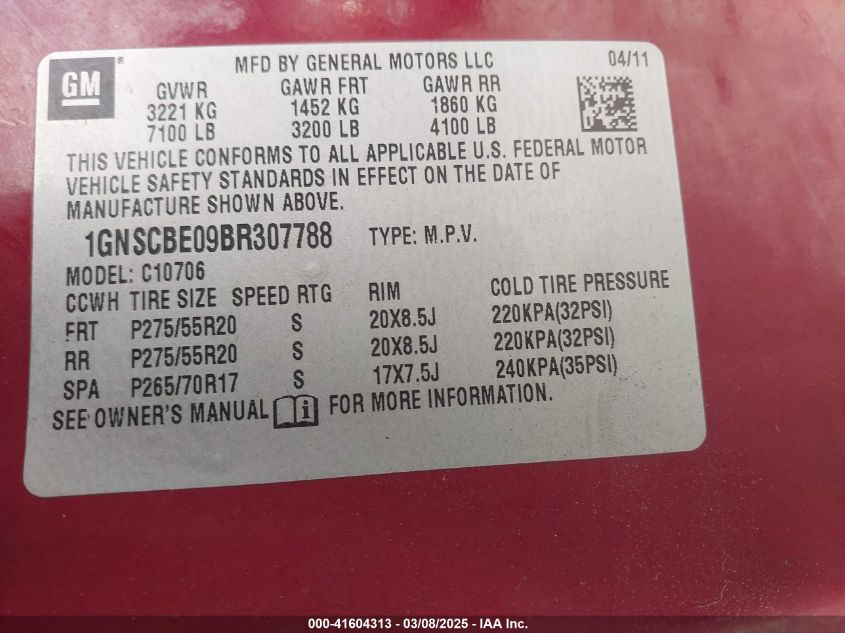 GM
MFD BY GENERAL MOTORS LLC 04/11
GVWR GAWR FRT GAWR RR
3221 KG 1452 KG 1860 KG
7100 LB 3200 LB 4100 LB
THIS VEHICLE CONFORMS TO ALL APPLICABLE U.S. FEDERAL MOTOR
VEHICLE SAFETY STANDARDS IN EFFECT ON THE DATE OF
MANUFACTURE SHOWN ABOVE.
1GNSCBE09BR307788 TYPE: M.P.V.
MODEL: C10706
CCWH TIRE SIZE SPEED RTG RIM COLD TIRE PRESSURE
FRT P275/55R20 S 20X8.5J 220KPA(32PSI)
RR P275/55R20 S 20X8.5J 220KPA(32PSI)
SPA P265/70R17 S 17X7.5J 240KPA(35PSI)
SEE OWNER'S MANUAL i FOR MORE INFORMATION.
000-41604313 - 03/08/2025 - IAA Inc.